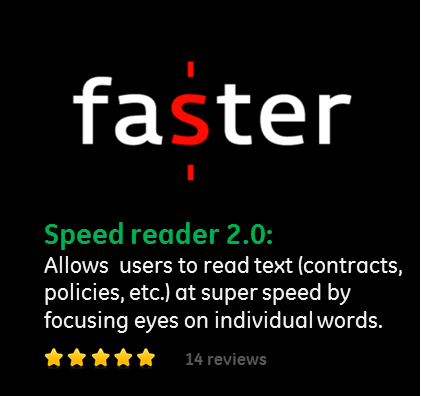 faster
Speed reader 2.0:
Allows  users to read text (contracts,
policies, etc.) at super speed by
focusing eyes on individual words.
14 reviews